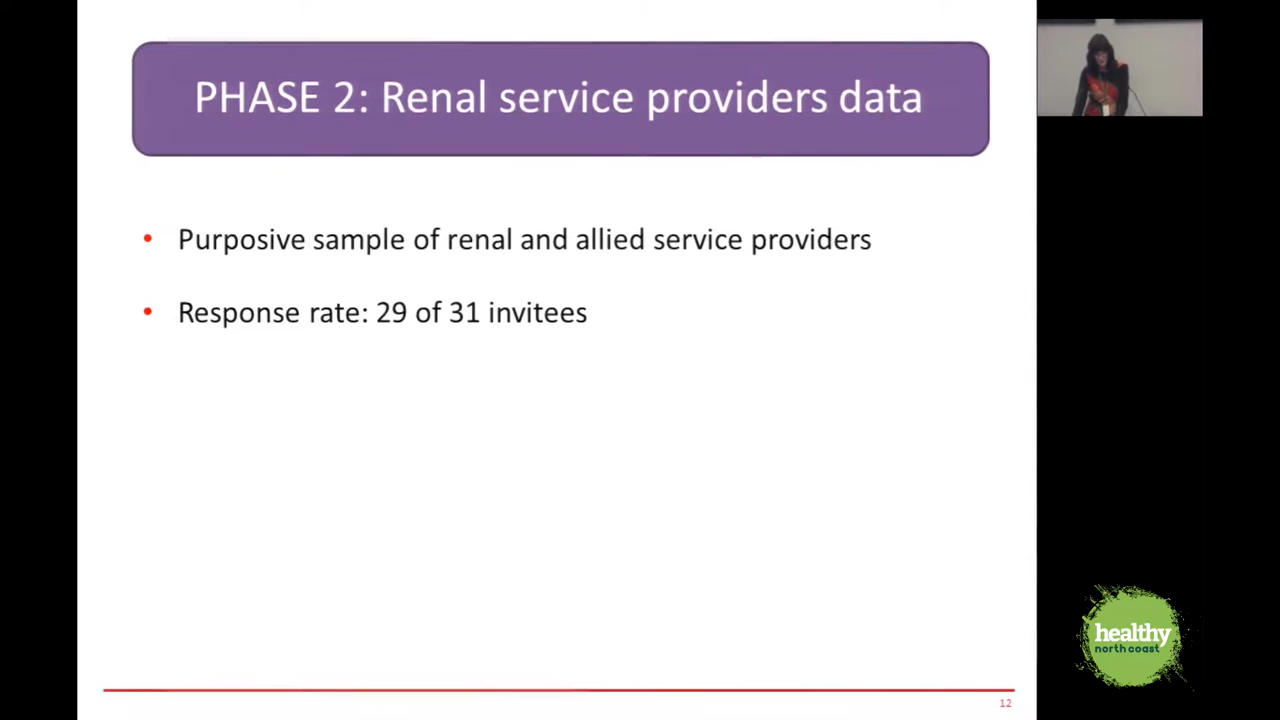 PHASE 2: Renal service providers data
• Purposive sample of renal and allied service providers
• Response rate: 29 of 31 invitees
healthy
north coast
12